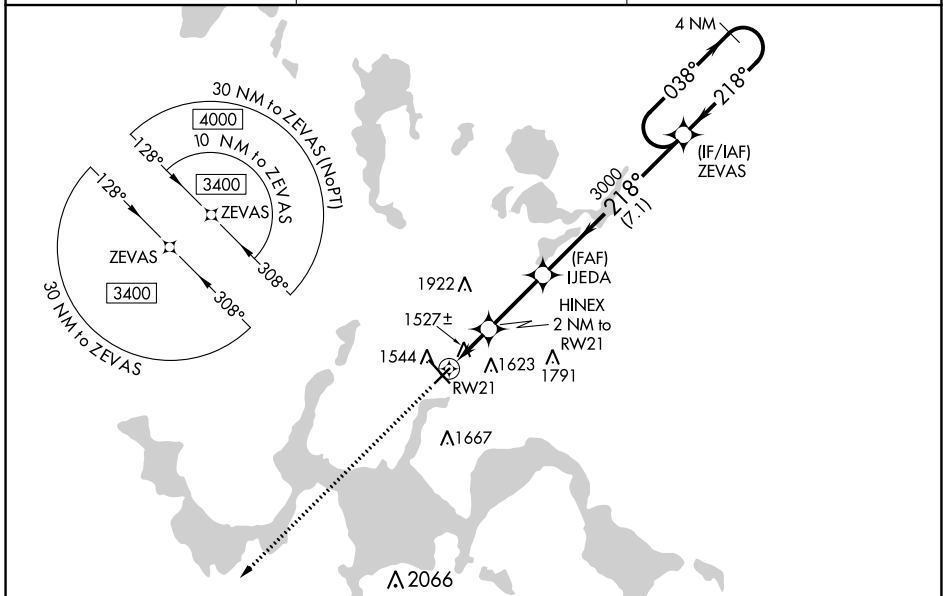 4 NM
038°
218°
(IF/IAF)
ZEVAS
3000
218°
(7.1)
(FAF)
IJEDA
HINEX
2 NM to
RW21
1922
1527±
1544
1623
1791
RW21
1667
2066
30 NM to ZEVAS (NoPT)
4000
10 NM to ZEVAS
3400
128°
ZEVAS
308°
128°
ZEVAS
3400
308°
30 NM to ZEVAS